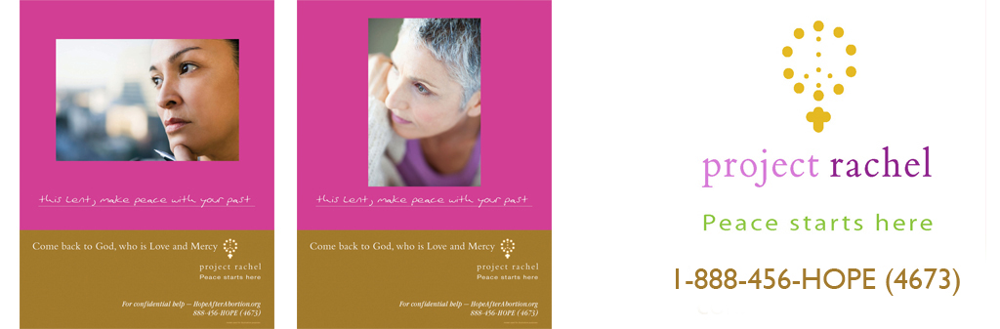 this Lent, make peace with your past
Come back to God, who is Love and Mercy
project rachel
Peace starts here
For confidential help — HopeAfterAbortion.org
888-456-HOPE (4673)
this Lent, make peace with your past
Come back to God, who is Love and Mercy
project rachel
Peace starts here
For confidential help — HopeAfterAbortion.org
888-456-HOPE (4673)
project rachel
Peace starts here
1-888-456-HOPE (4673)